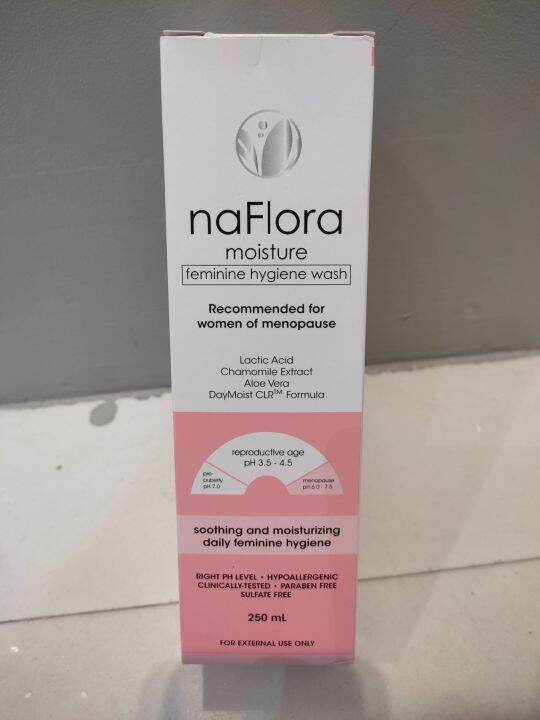 naFlora
moisture
feminine hygiene wash
Recommended for
women of menopause
Lactic Acid
Chamomile Extract
Aloe Vera
DayMoist CLR™ Formula
reproductive age
pH 3.5 - 4.5
pre-
puberty
pH 7.0
menopause
pH 6.0 - 7.5
soothing and moisturizing
daily feminine hygiene
RIGHT PH LEVEL • HYPOALLERGENIC
CLINICALLY-TESTED • PARABEN FREE
SULFATE FREE
250 mL
FOR EXTERNAL USE ONLY